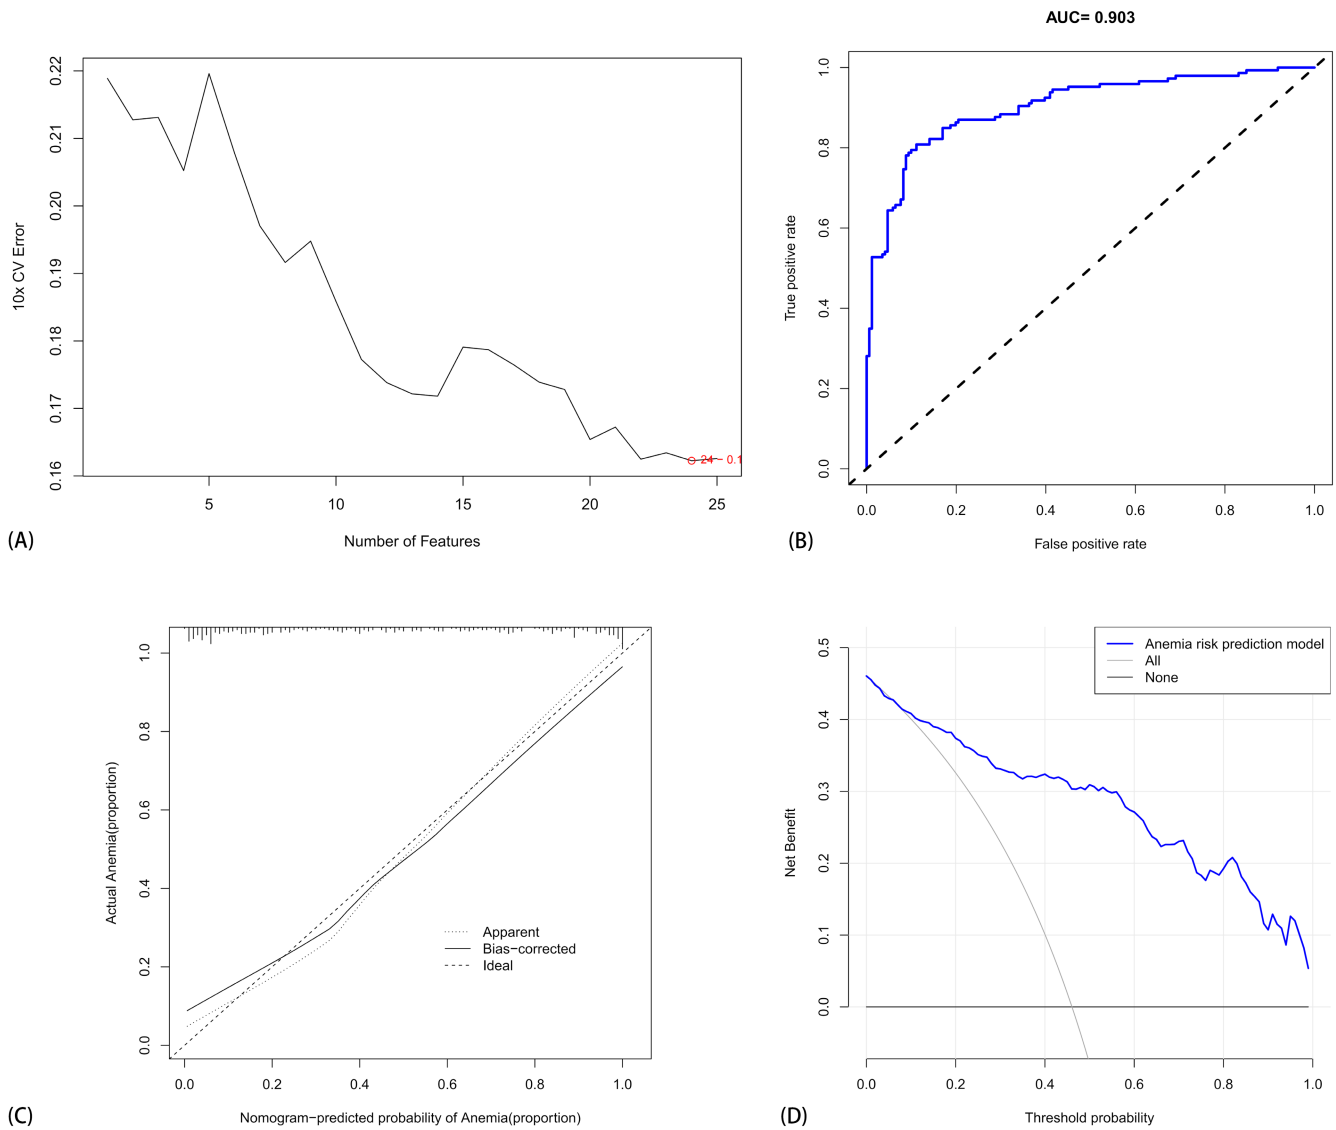 0.22
0.21
0.20
0.19
0.18
0.17
0.16
10x CV Error
24 - 0.1
5
10
15
20
25
Number of Features
(A)
AUC= 0.903
1.0
0.8
0.6
0.4
0.2
0.0
True positive rate
0.0
0.2
0.4
0.6
0.8
1.0
False positive rate
(B)
1.0
0.8
0.6
0.4
0.2
0.0
Actual Anemia(proportion)
Apparent
Bias−corrected
Ideal
0.0
0.2
0.4
0.6
0.8
1.0
Nomogram−predicted probability of Anemia(proportion)
(C)
0.5
0.4
0.3
0.2
0.1
0.0
Net Benefit
Anemia risk prediction model
All
None
0.0
0.2
0.4
0.6
0.8
1.0
Threshold probability
(D)